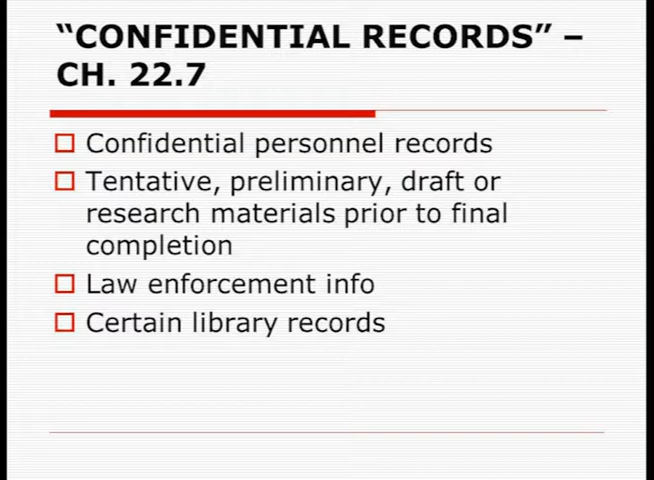 “CONFIDENTIAL RECORDS” –
CH. 22.7
Confidential personnel records
Tentative, preliminary, draft or
research materials prior to final
completion
Law enforcement info
Certain library records